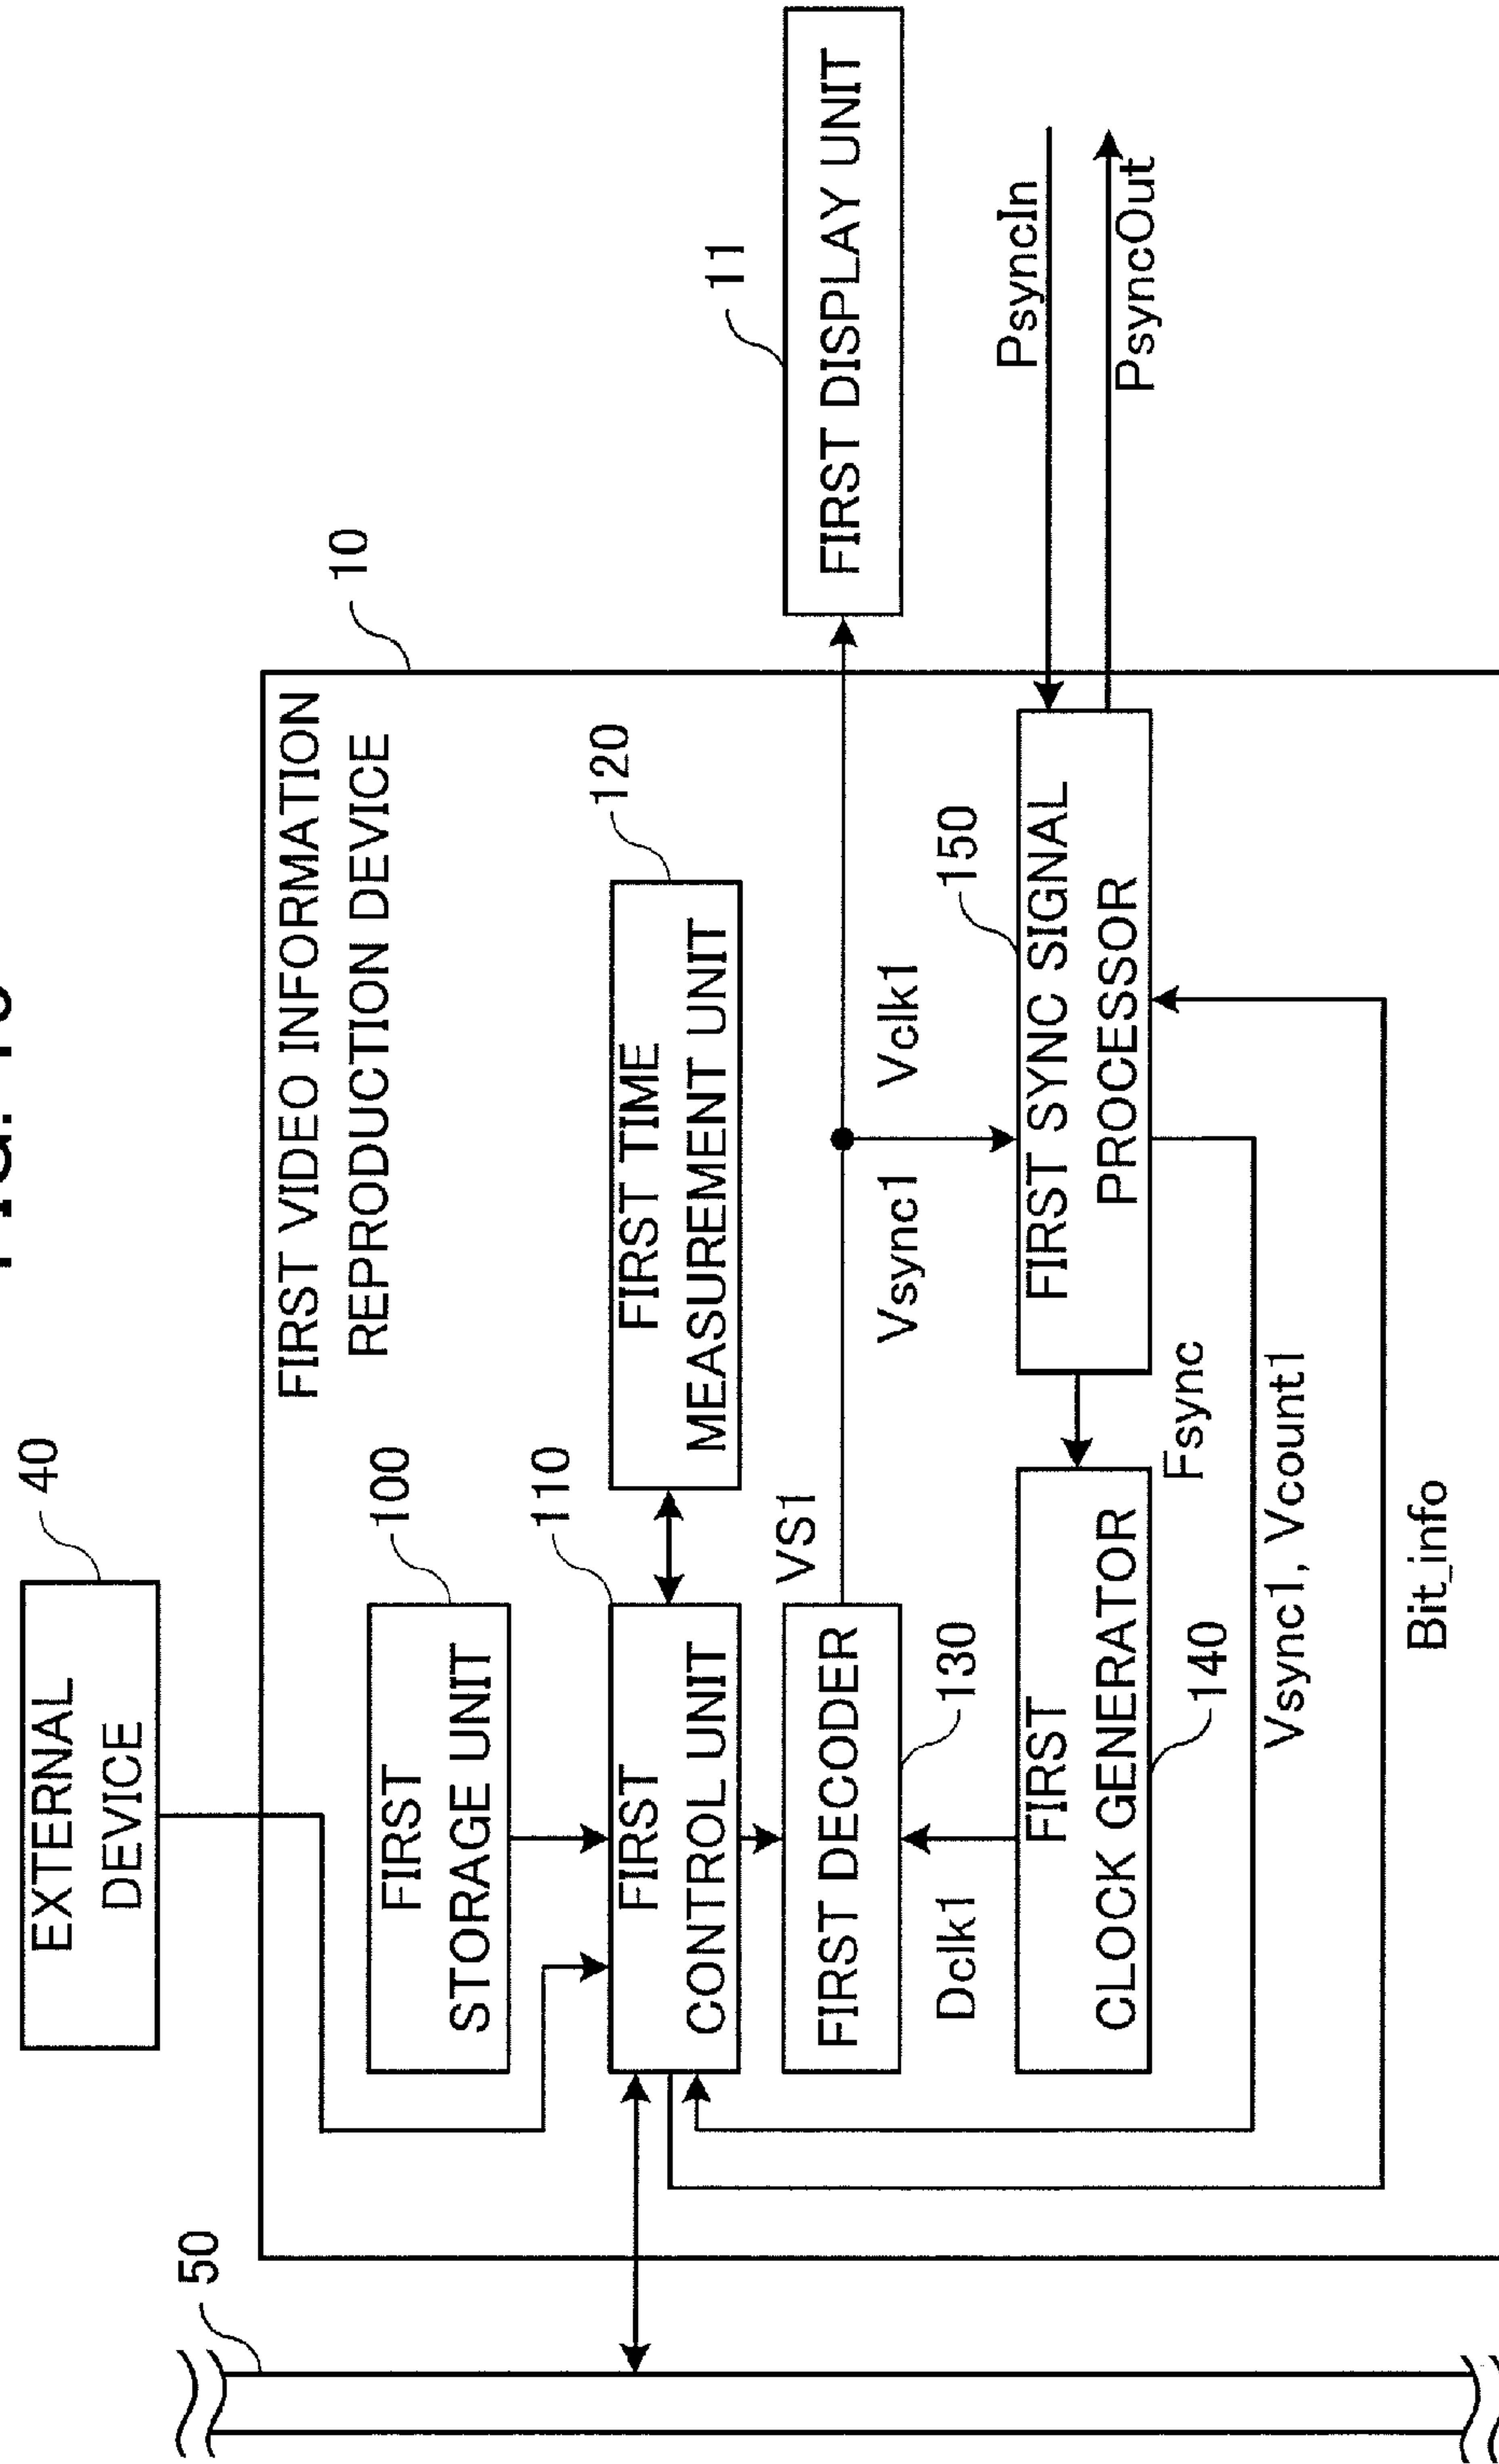 40
EXTERNAL
DEVICE
50
10
FIRST VIDEO INFORMATION
REPRODUCTION DEVICE
100
FIRST
STORAGE UNIT
110
FIRST
CONTROL UNIT
120
FIRST TIME
MEASUREMENT UNIT
11
FIRST DISPLAY UNIT
VS1
FIRST DECODER
130
Vsync1
Vclk1
Dclk1
150
FIRST SYNC SIGNAL
PROCESSOR
PsyncIn
PsyncOut
FIRST
CLOCK GENERATOR
140
Fsync
Vsync1, Vcount1
Bit_info